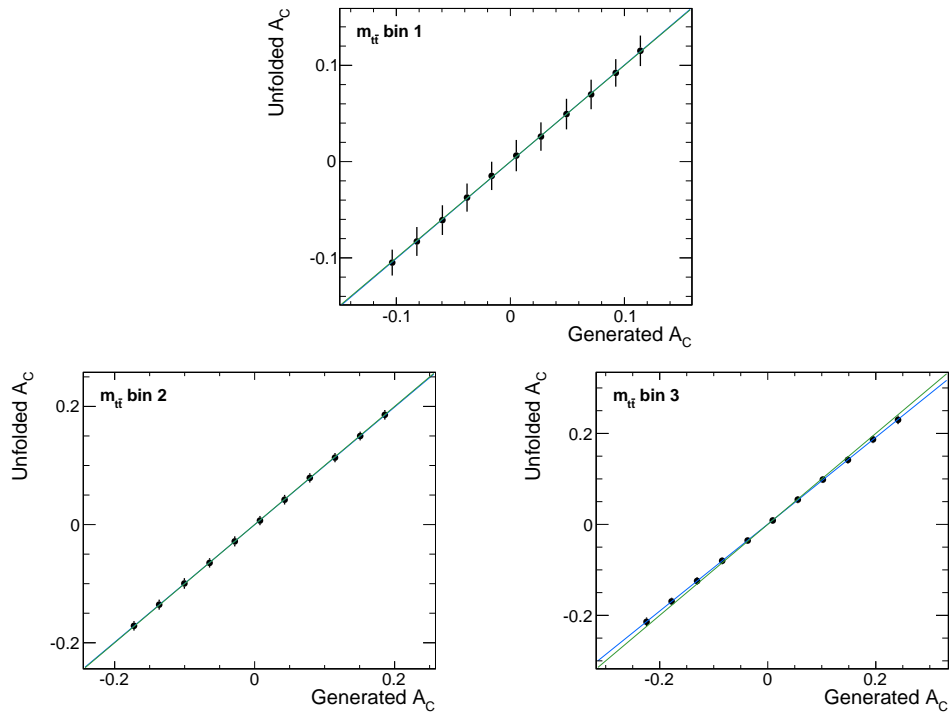 Unfolded A_C
m_tt̄ bin 1
0.1
0
-0.1
-0.1 0 0.1
Generated A_C
Unfolded A_C
m_tt̄ bin 2
0.2
0
-0.2
-0.2 0 0.2
Generated A_C
Unfolded A_C
m_tt̄ bin 3
0.2
0
-0.2
-0.2 0 0.2
Generated A_C